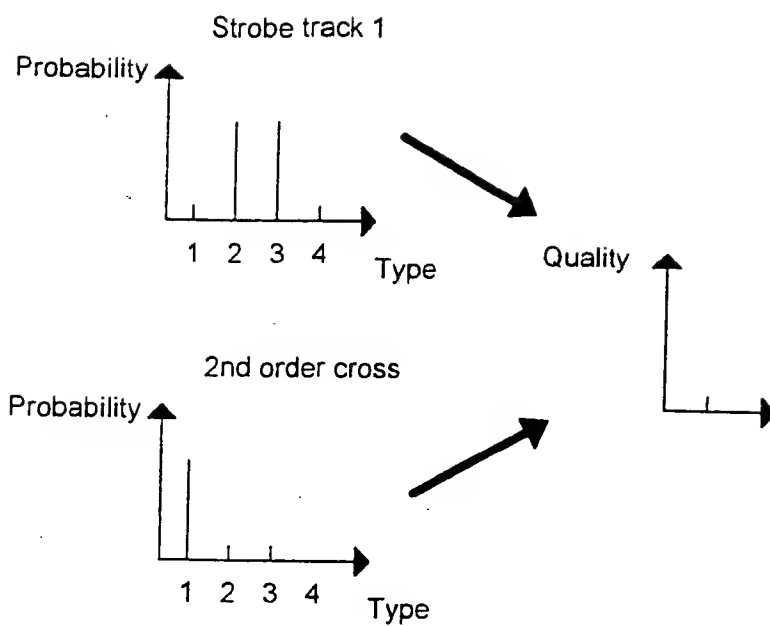 Strobe track 1
Probability
1 2 3 4
Type
Quality
2nd order cross
Probability
1 2 3 4
Type